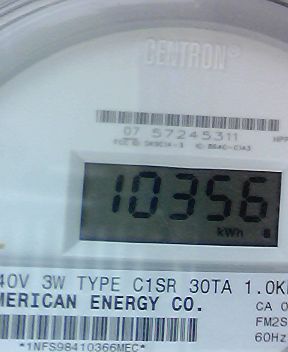 CENTRON®
07 57245311
10356
kWh
40V 3W TYPE C1SR 30TA 1.0K
MERICAN ENERGY CO.
CA 0
FM2S
60Hz
*1NFS98410366MEC*